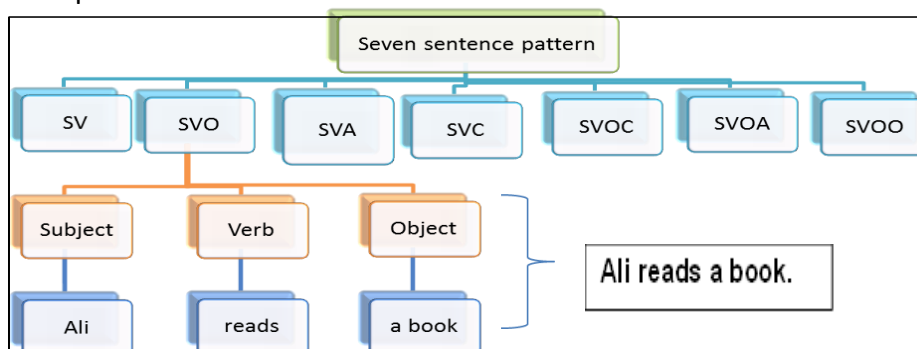 Seven sentence pattern
SV
SVO
SVA
SVC
SVOC
SVOA
SVOO
Subject
Verb
Object
Ali reads a book.
Ali
reads
a book